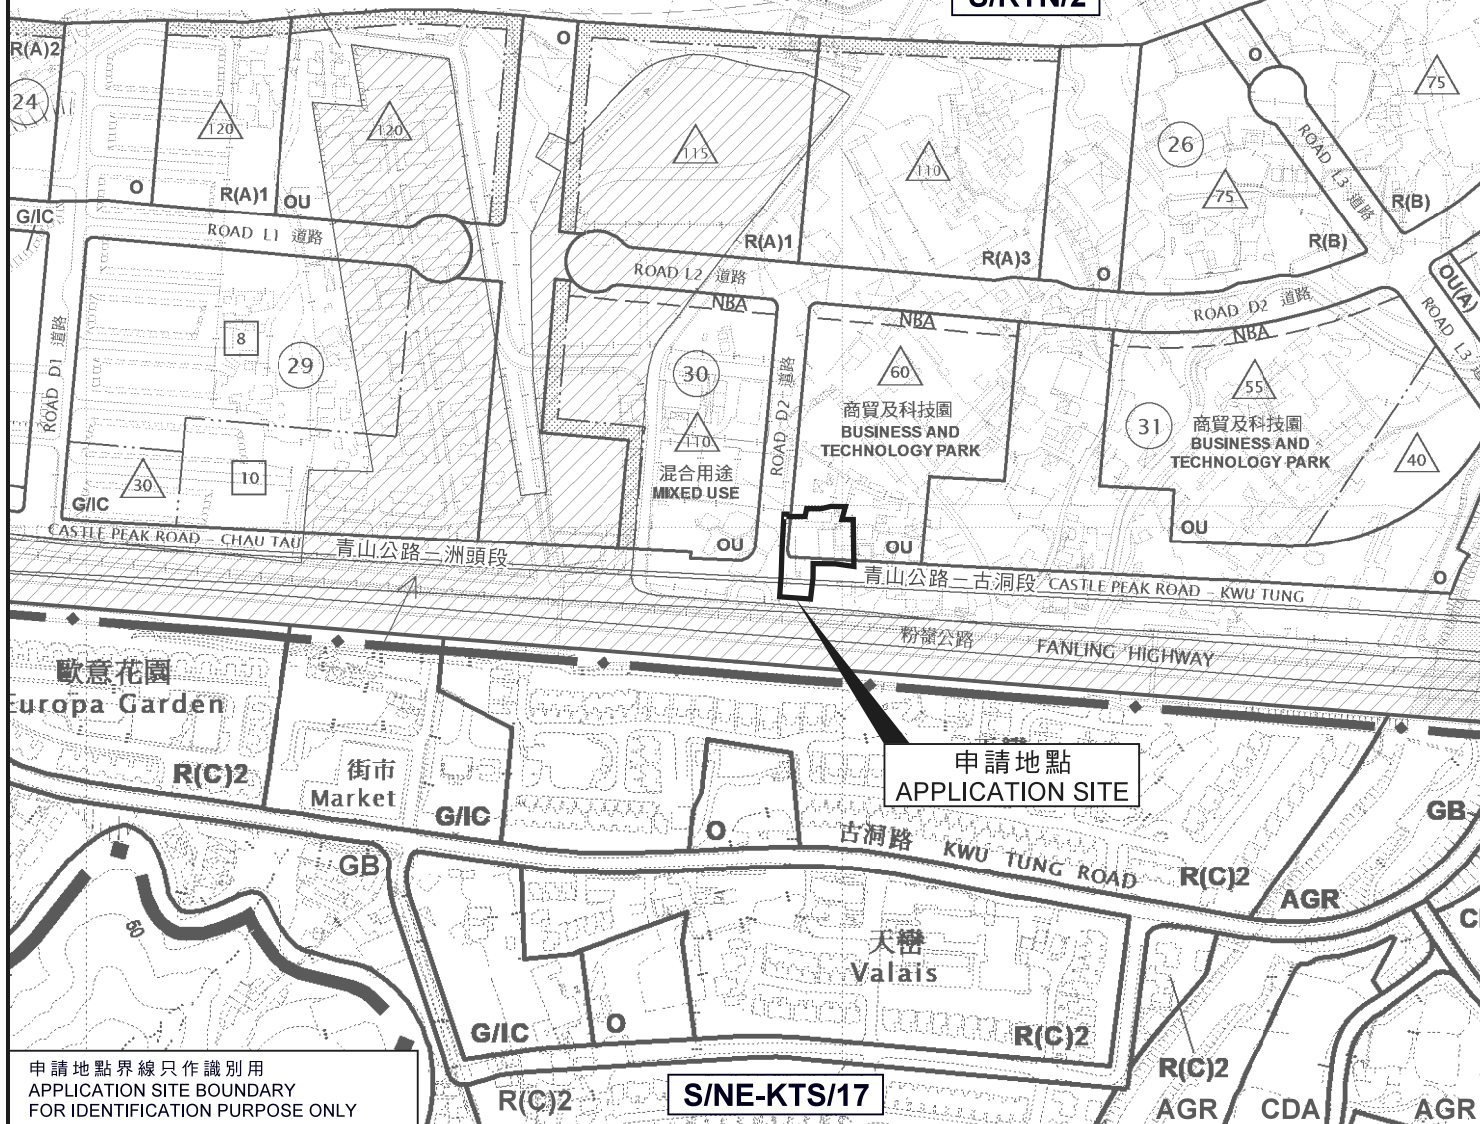 S/KTN/2
R(A)2
O
O
24
120
120
115
110
26
75
75
ROAD L3 道路
O
R(A)1
OU
G/IC
R(B)
R(B)
ROAD L1 道路
R(A)1
R(A)3
ROAD L2 道路
O
OU(A)
NBA
NBA
ROAD D2 道路
NBA
ROAD L3 道
ROAD D1 道路
8
29
30
ROAD D2 道路
60
55
商貿及科技園
BUSINESS AND
TECHNOLOGY PARK
31
商貿及科技園
BUSINESS AND
TECHNOLOGY PARK
110
混合用途
MIXED USE
40
30
10
G/IC
OU
OU
OU
O
CASTLE PEAK ROAD - CHAU TAU
青山公路－洲頭段
青山公路－古洞段 CASTLE PEAK ROAD - KWU TUNG
粉嶺公路 FANLING HIGHWAY
歐意花園
Europa Garden
R(C)2
街市
Market
G/IC
申請地點
APPLICATION SITE
O
古洞路 KWU TUNG ROAD
GB
GB
R(C)2
AGR
C
60
天巒
Valais
G/IC
O
R(C)2
R(C)2
申請地點界線只作識別用
APPLICATION SITE BOUNDARY
FOR IDENTIFICATION PURPOSE ONLY
R(C)2
S/NE-KTS/17
AGR
CDA
AGR